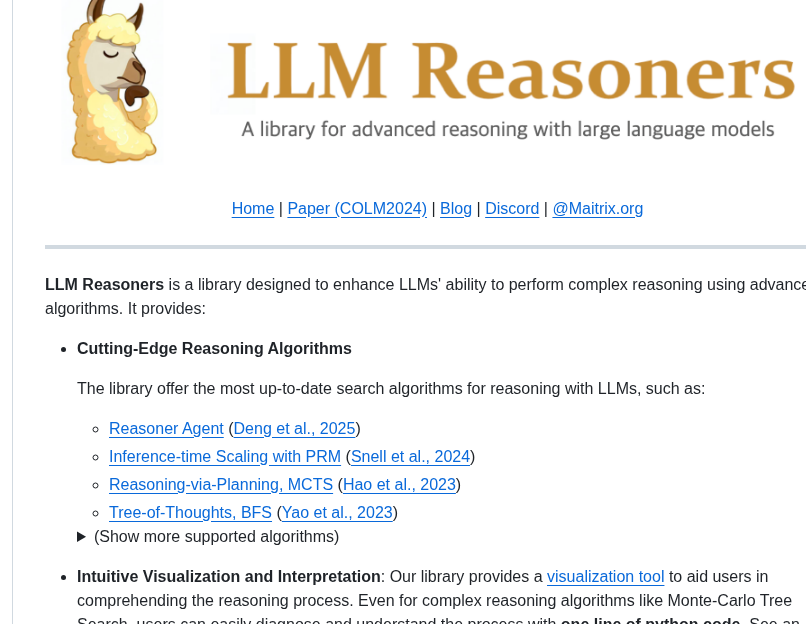 LLM Reasoners
A library for advanced reasoning with large language models
Home | Paper (COLM2024) | Blog | Discord | @Maitrix.org
LLM Reasoners is a library designed to enhance LLMs' ability to perform complex reasoning using advance
algorithms. It provides:
• Cutting-Edge Reasoning Algorithms
The library offer the most up-to-date search algorithms for reasoning with LLMs, such as:
◦ Reasoner Agent (Deng et al., 2025)
◦ Inference-time Scaling with PRM (Snell et al., 2024)
◦ Reasoning-via-Planning, MCTS (Hao et al., 2023)
◦ Tree-of-Thoughts, BFS (Yao et al., 2023)
▶ (Show more supported algorithms)
• Intuitive Visualization and Interpretation: Our library provides a visualization tool to aid users in
comprehending the reasoning process. Even for complex reasoning algorithms like Monte-Carlo Tree
Search, users can easily diagnose and understand the process with one line of python code. See an